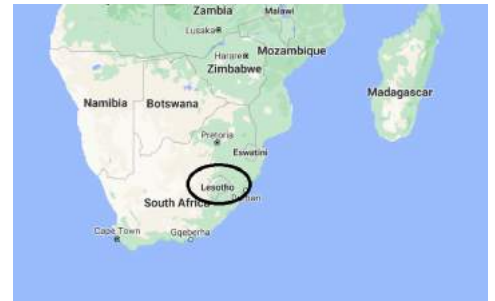 Zambia
Malawi
Lusaka
Harare
Mozambique
Zimbabwe
Madagascar
Namibia
Botswana
Pretoria
Eswatini
Lesotho
South Africa
Cape Town
Gqeberha